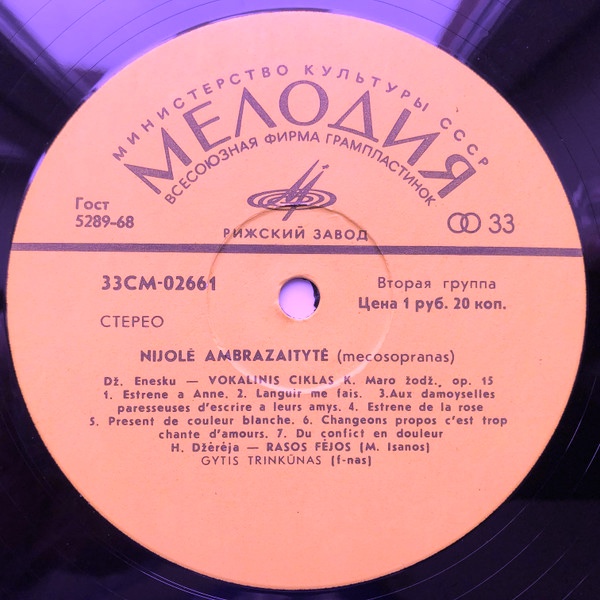 МИНИСТЕРСТВО КУЛЬТУРЫ СССР
МЕЛОДИЯ
ВСЕСОЮЗНАЯ ФИРМА ГРАМПЛАСТИНОК
Гост
5289-68
33
РИЖСКИЙ ЗАВОД
33СМ-02661
Вторая группа
Цена 1 руб. 20 коп.
СТЕРЕО
NIJOLĖ AMBRAZAITYTĖ (mecosopranas)
Dž. Enesku — VOKALINIS CIKLAS K. Maro žodž., op. 15
1. Estrene a Anne. 2. Languir me fais. 3.Aux damoyselles
paresseuses d'escrire a leurs amys. 4. Estrene de la rose
5. Present de couleur blanche. 6. Changeons propos c'est trop
chante d'amours. 7. Du confict en douleur
H. Džėrėja — RASOS FĖJOS (M. Isanos)
GYTIS TRINKŪNAS (f-nas)